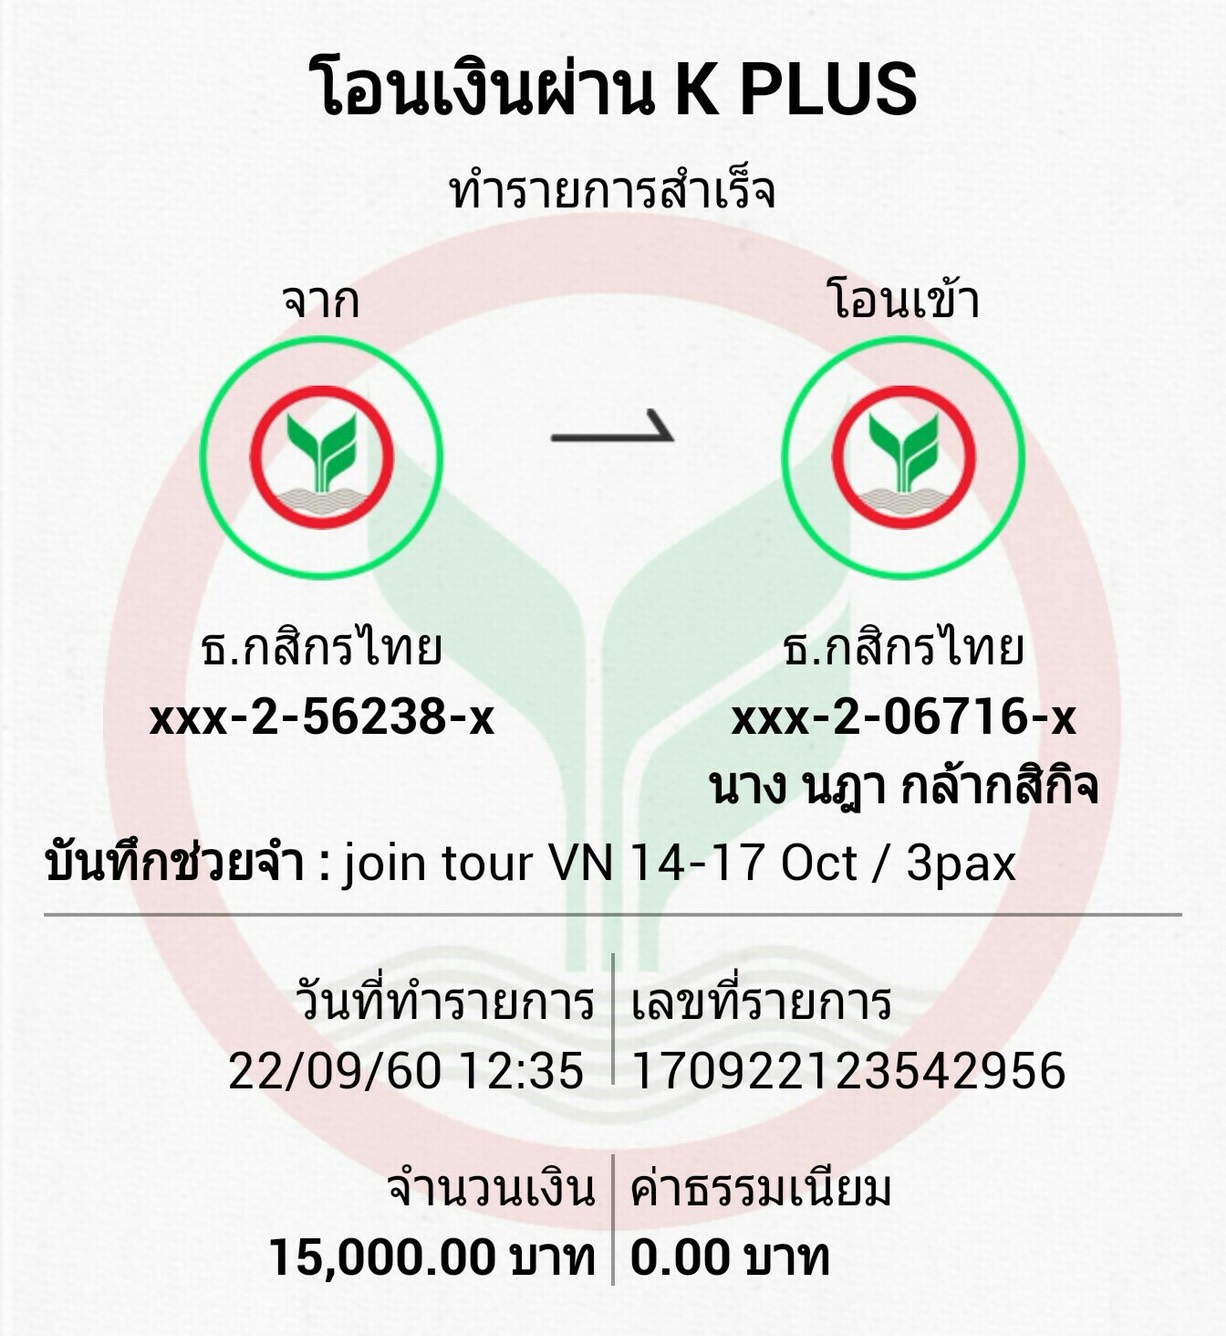 โอนเงินผ่าน K PLUS
ทำรายการสำเร็จ
จาก
โอนเข้า
ธ.กสิกรไทย
xxx-2-56238-x
ธ.กสิกรไทย
xxx-2-06716-x
นาง นฎา กล้ากสิกิจ
บันทึกช่วยจำ : join tour VN 14-17 Oct / 3pax
วันที่ทำรายการ
22/09/60 12:35
เลขที่รายการ
170922123542956
จำนวนเงิน
15,000.00 บาท
ค่าธรรมเนียม
0.00 บาท